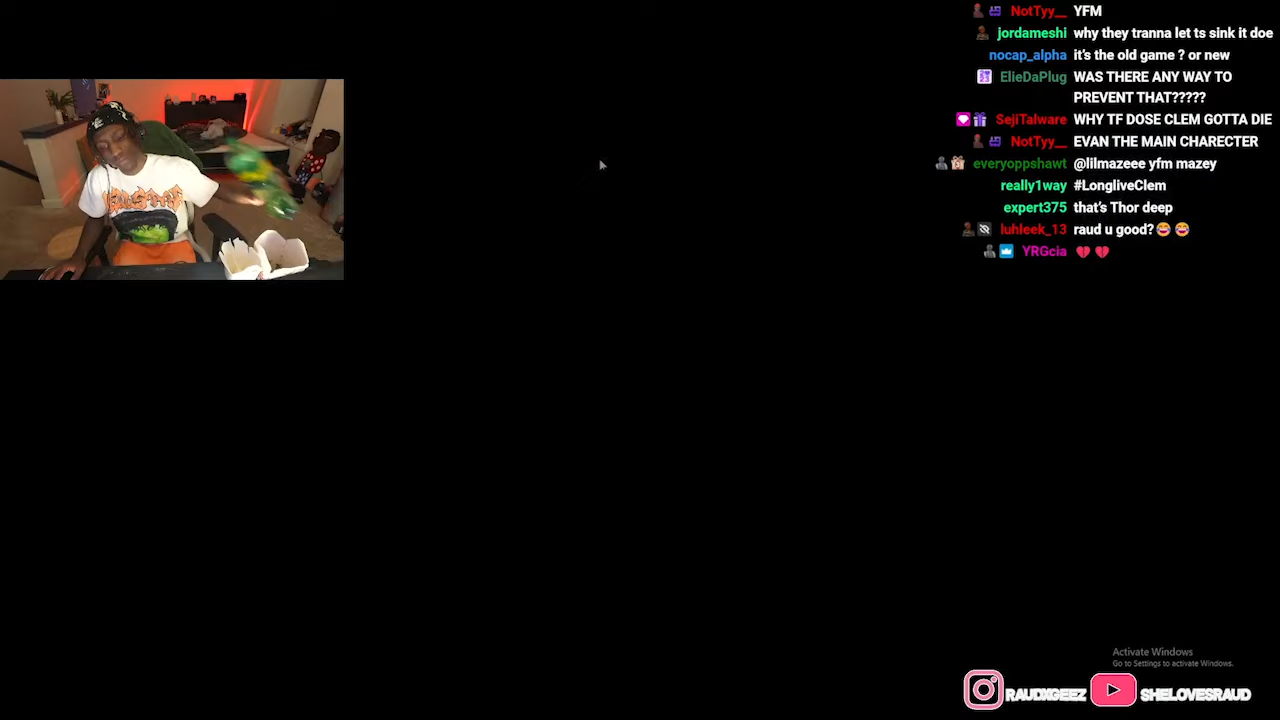 NotTyy__ YFM
jordameshi why they tranna let ts sink it doe
nocap_alpha it's the old game ? or new
ElieDaPlug WAS THERE ANY WAY TO
PREVENT THAT?????
SejiTalware WHY TF DOSE CLEM GOTTA DIE
NotTyy__ EVAN THE MAIN CHARECTER
everyoppshawt @lilmazeee yfm mazey
really1way #LongliveClem
expert375 that's Thor deep
luhleek_13 raud u good?😂 😂
YRGcia 💔 💔
Activate Windows
Go to Settings to activate Windows.
RAUDXGEEZ SHELOVESRAUD